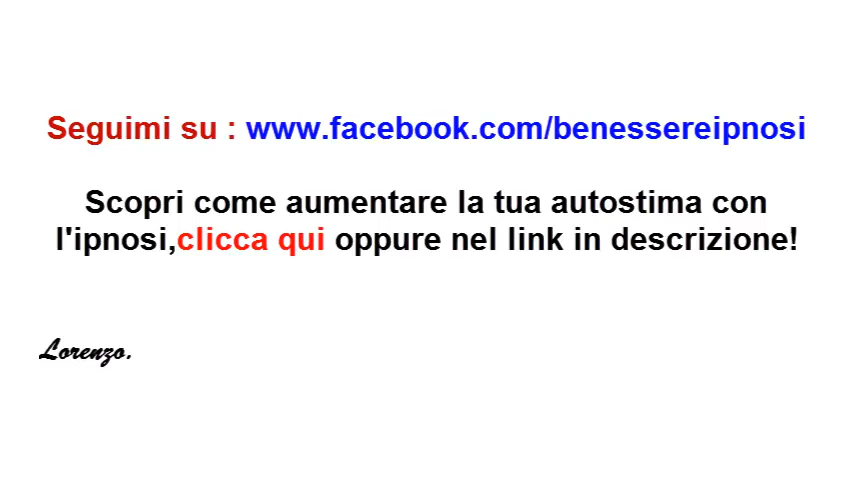 Seguimi su : www.facebook.com/benessereipnosi
Scopri come aumentare la tua autostima con
l'ipnosi,clicca qui oppure nel link in descrizione!
Lorenzo.